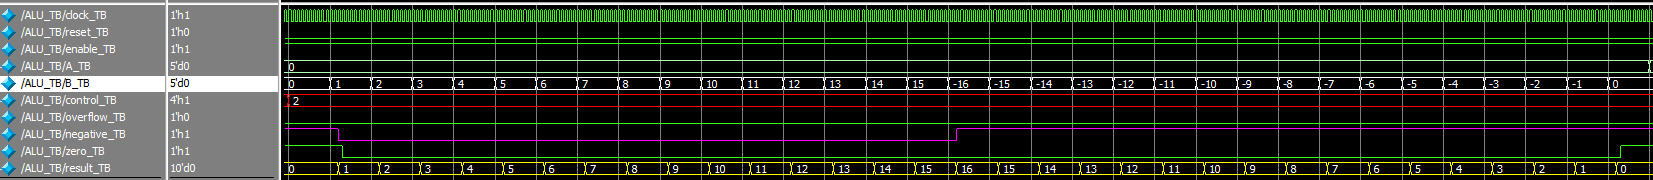 /ALU_TB/clock_TB 1'h1
/ALU_TB/reset_TB 1'h0
/ALU_TB/enable_TB 1'h1
/ALU_TB/A_TB 5'd0 0
/ALU_TB/B_TB 5'd0 0 1 2 3 4 5 6 7 8 9 10 11 12 13 14 15 -16 -15 -14 -13 -12 -11 -10 -9 -8 -7 -6 -5 -4 -3 -2 -1 0
/ALU_TB/control_TB 4'h1 2
/ALU_TB/overflow_TB 1'h0
/ALU_TB/negative_TB 1'h1
/ALU_TB/zero_TB 1'h1
/ALU_TB/result_TB 10'd0 0 1 2 3 4 5 6 7 8 9 10 11 12 13 14 15 16 15 14 13 12 11 10 9 8 7 6 5 4 3 2 1 0